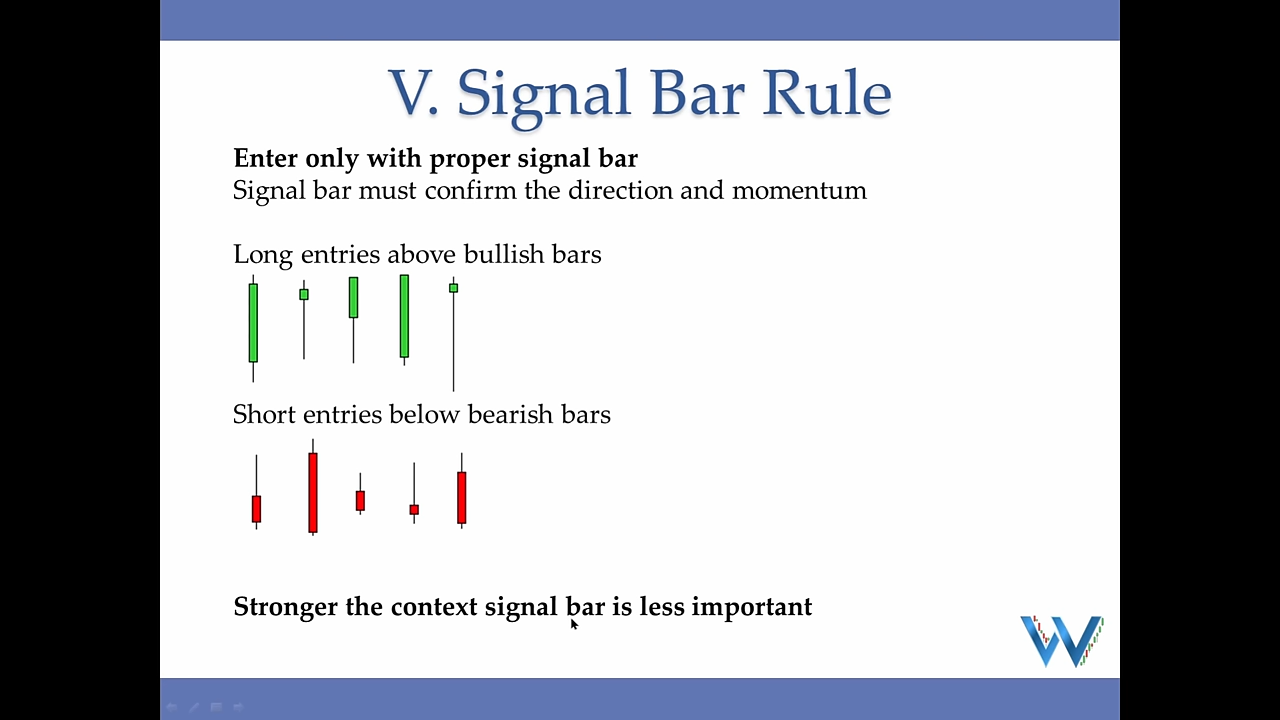 V. Signal Bar Rule
Enter only with proper signal bar
Signal bar must confirm the direction and momentum
Long entries above bullish bars
Short entries below bearish bars
Stronger the context signal bar is less important
W